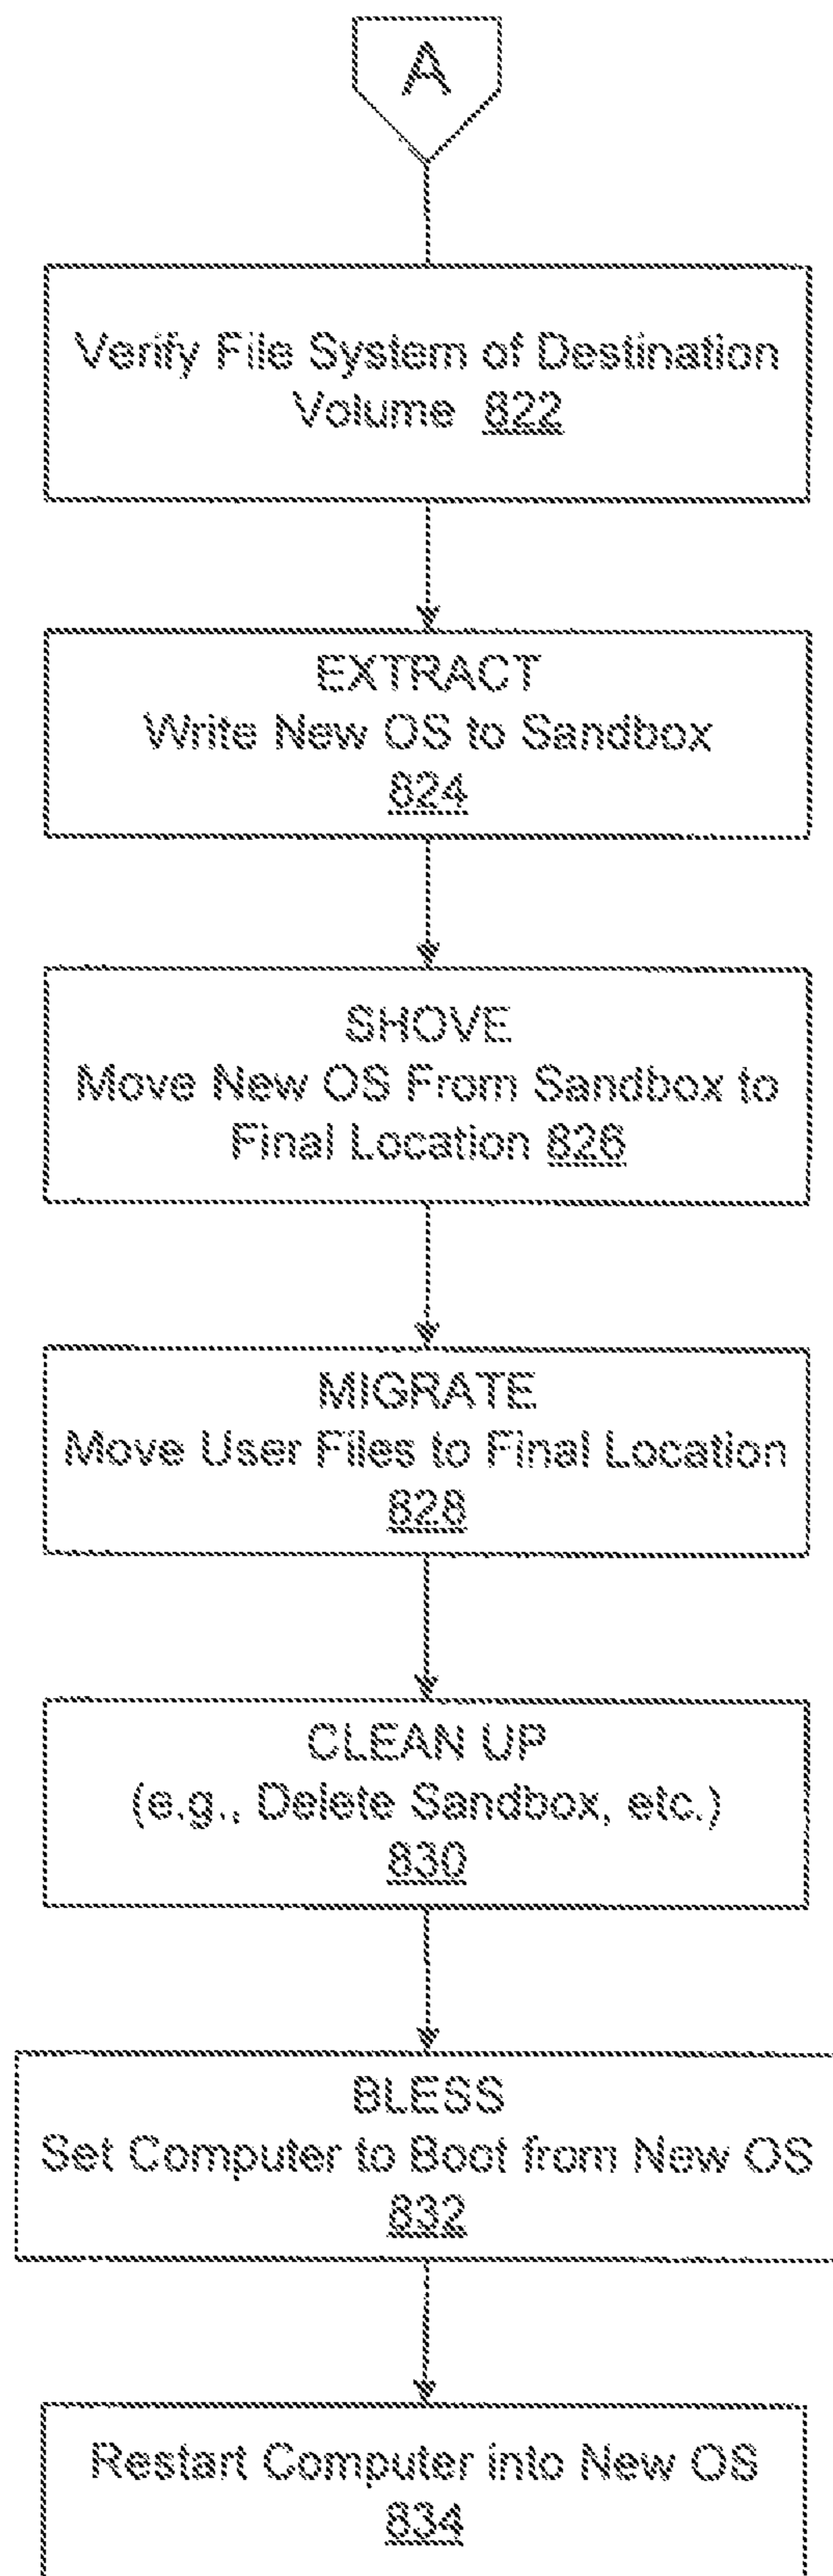 A
Verify File System of Destination
Volume 822
EXTRACT
Write New OS to Sandbox
824
SHOVE
Move New OS From Sandbox to
Final Location 826
MIGRATE
Move User Files to Final Location
828
CLEAN UP
(e.g., Delete Sandbox, etc.)
830
BLESS
Set Computer to Boot from New OS
832
Restart Computer into New OS
834